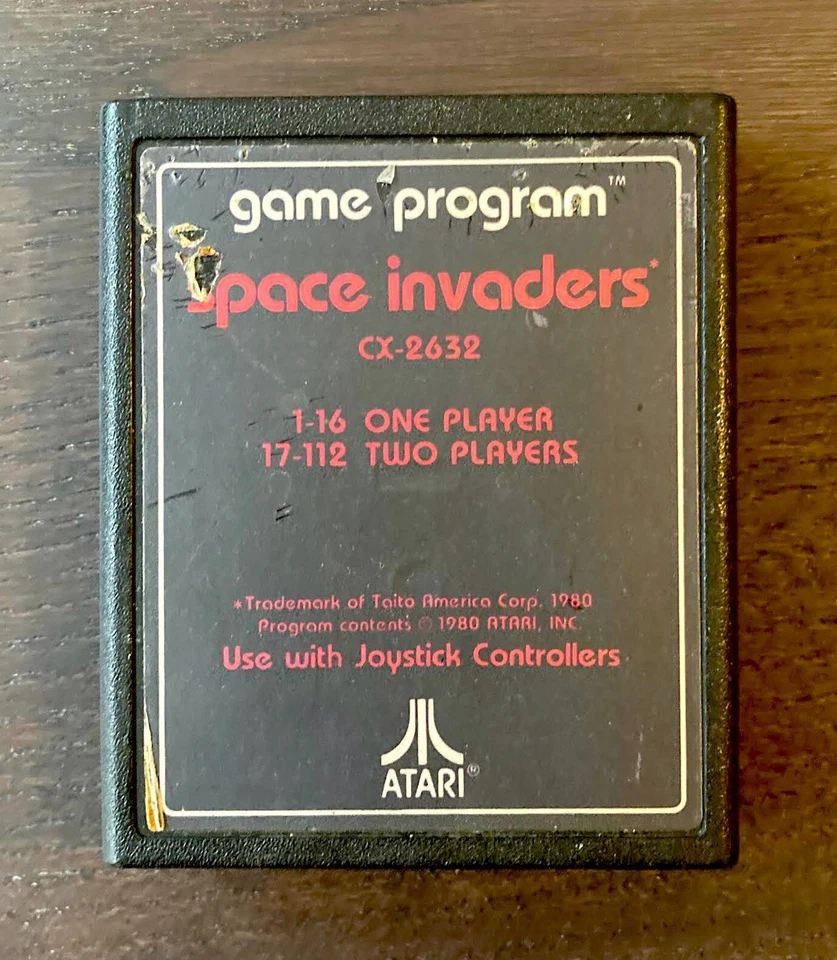 game program™
space invaders*
CX-2632
1-16 ONE PLAYER
17-112 TWO PLAYERS
*Trademark of Taito America Corp. 1980
Program contents © 1980 ATARI, INC.
Use with Joystick Controllers
ATARI®